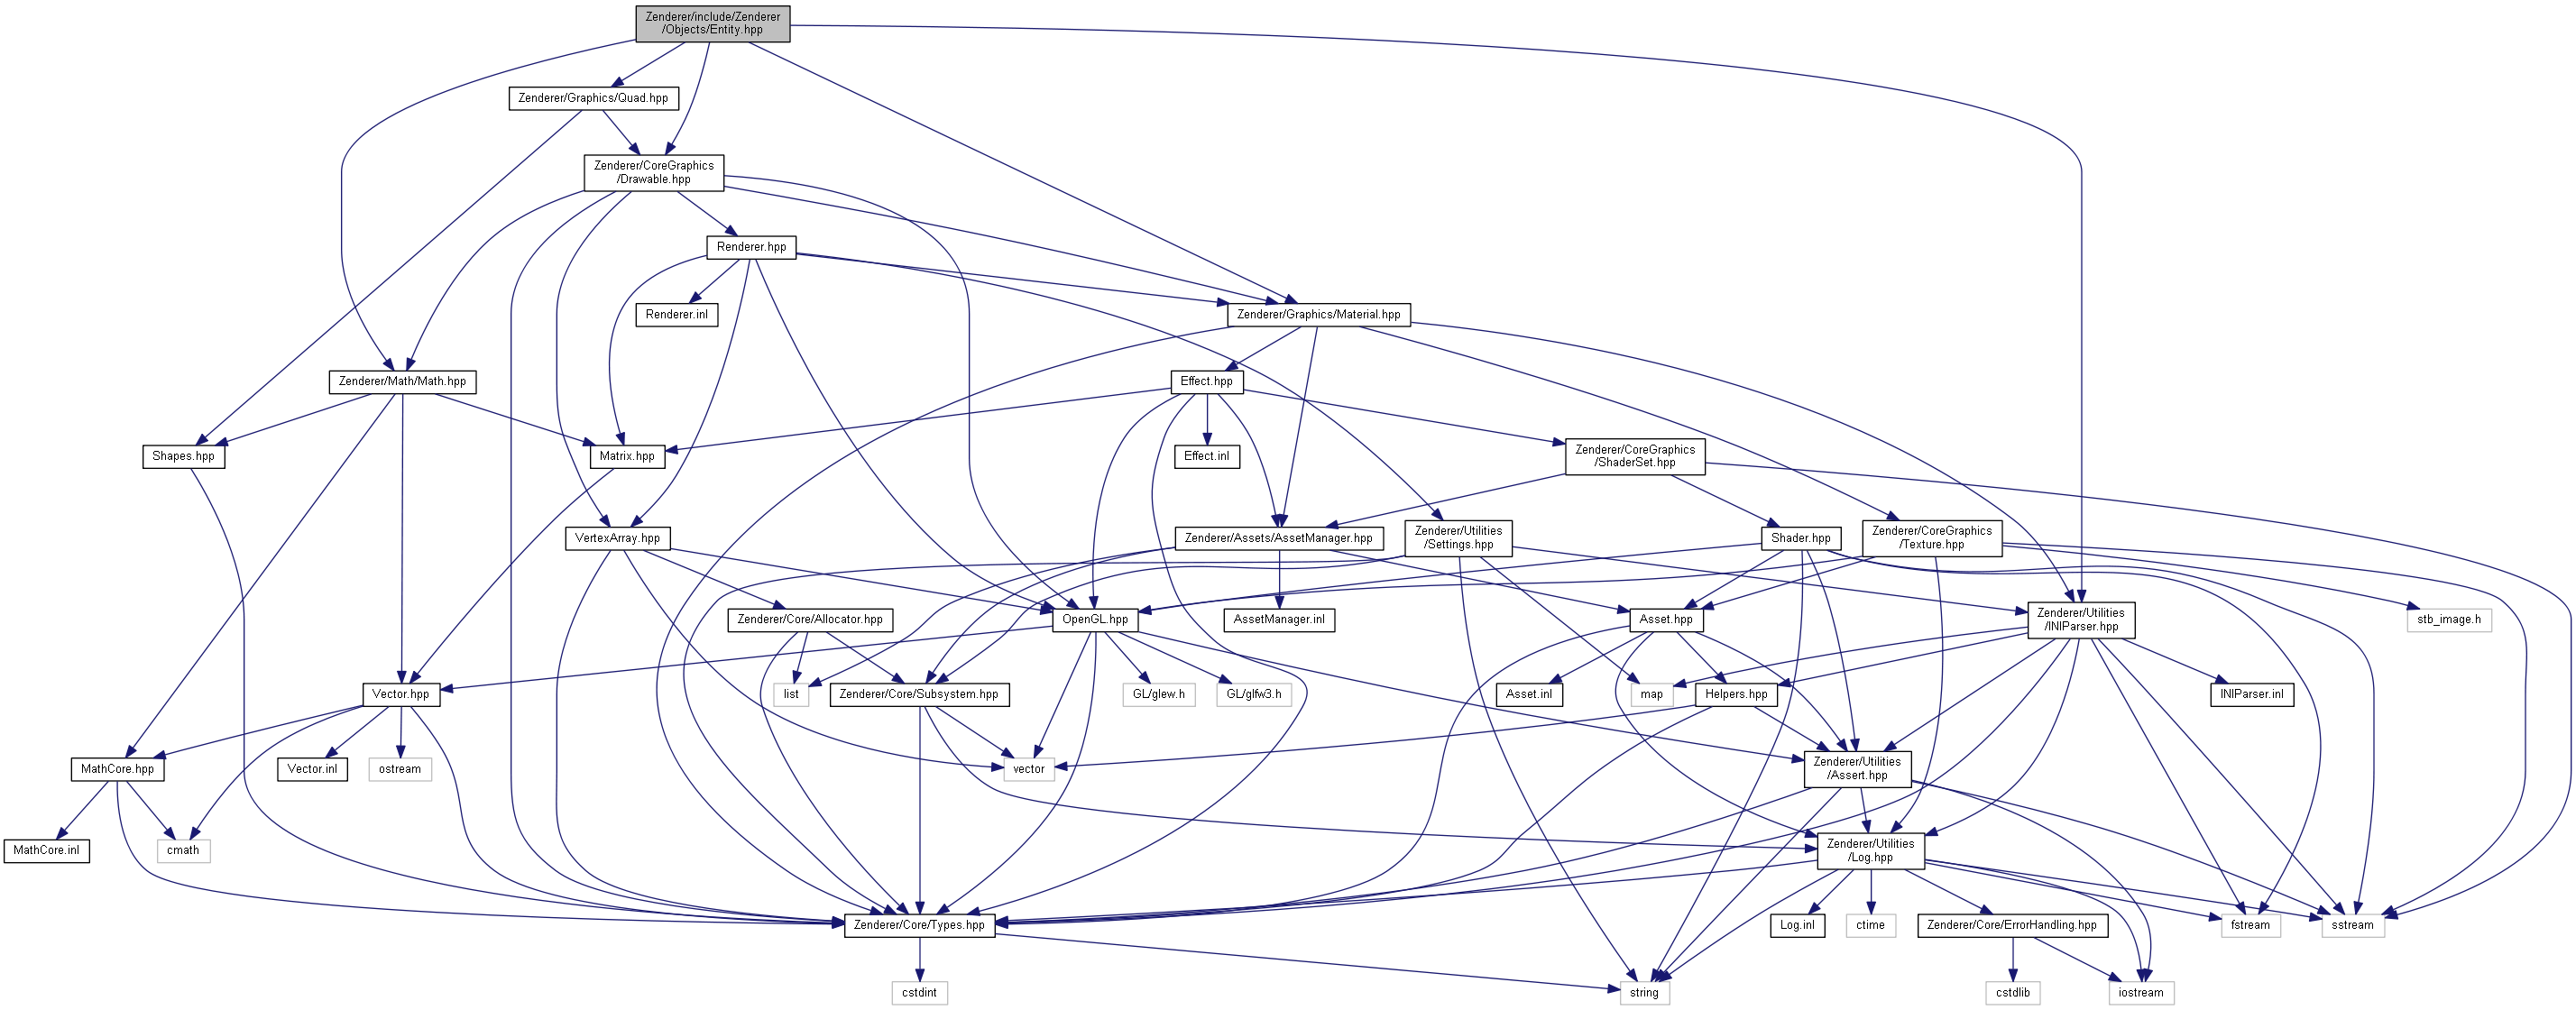 Zenderer/include/Zenderer
/Objects/Entity.hpp
Zenderer/Graphics/Quad.hpp
Zenderer/CoreGraphics
/Drawable.hpp
Renderer.hpp
Renderer.inl
Zenderer/Graphics/Material.hpp
Zenderer/Math/Math.hpp
Effect.hpp
Shapes.hpp
Matrix.hpp
Effect.inl
Zenderer/CoreGraphics
/ShaderSet.hpp
VertexArray.hpp
Zenderer/Assets/AssetManager.hpp
Zenderer/Utilities
/Settings.hpp
Shader.hpp
Zenderer/CoreGraphics
/Texture.hpp
Zenderer/Core/Allocator.hpp
OpenGL.hpp
AssetManager.inl
Asset.hpp
Zenderer/Utilities
/INIParser.hpp
stb_image.h
Vector.hpp
list
Zenderer/Core/Subsystem.hpp
GL/glew.h
GL/glfw3.h
Asset.inl
map
Helpers.hpp
INIParser.inl
MathCore.hpp
Vector.inl
ostream
vector
Zenderer/Utilities
/Assert.hpp
MathCore.inl
cmath
Zenderer/Utilities
/Log.hpp
Zenderer/Core/Types.hpp
Log.inl
ctime
Zenderer/Core/ErrorHandling.hpp
fstream
sstream
cstdint
string
cstdlib
iostream